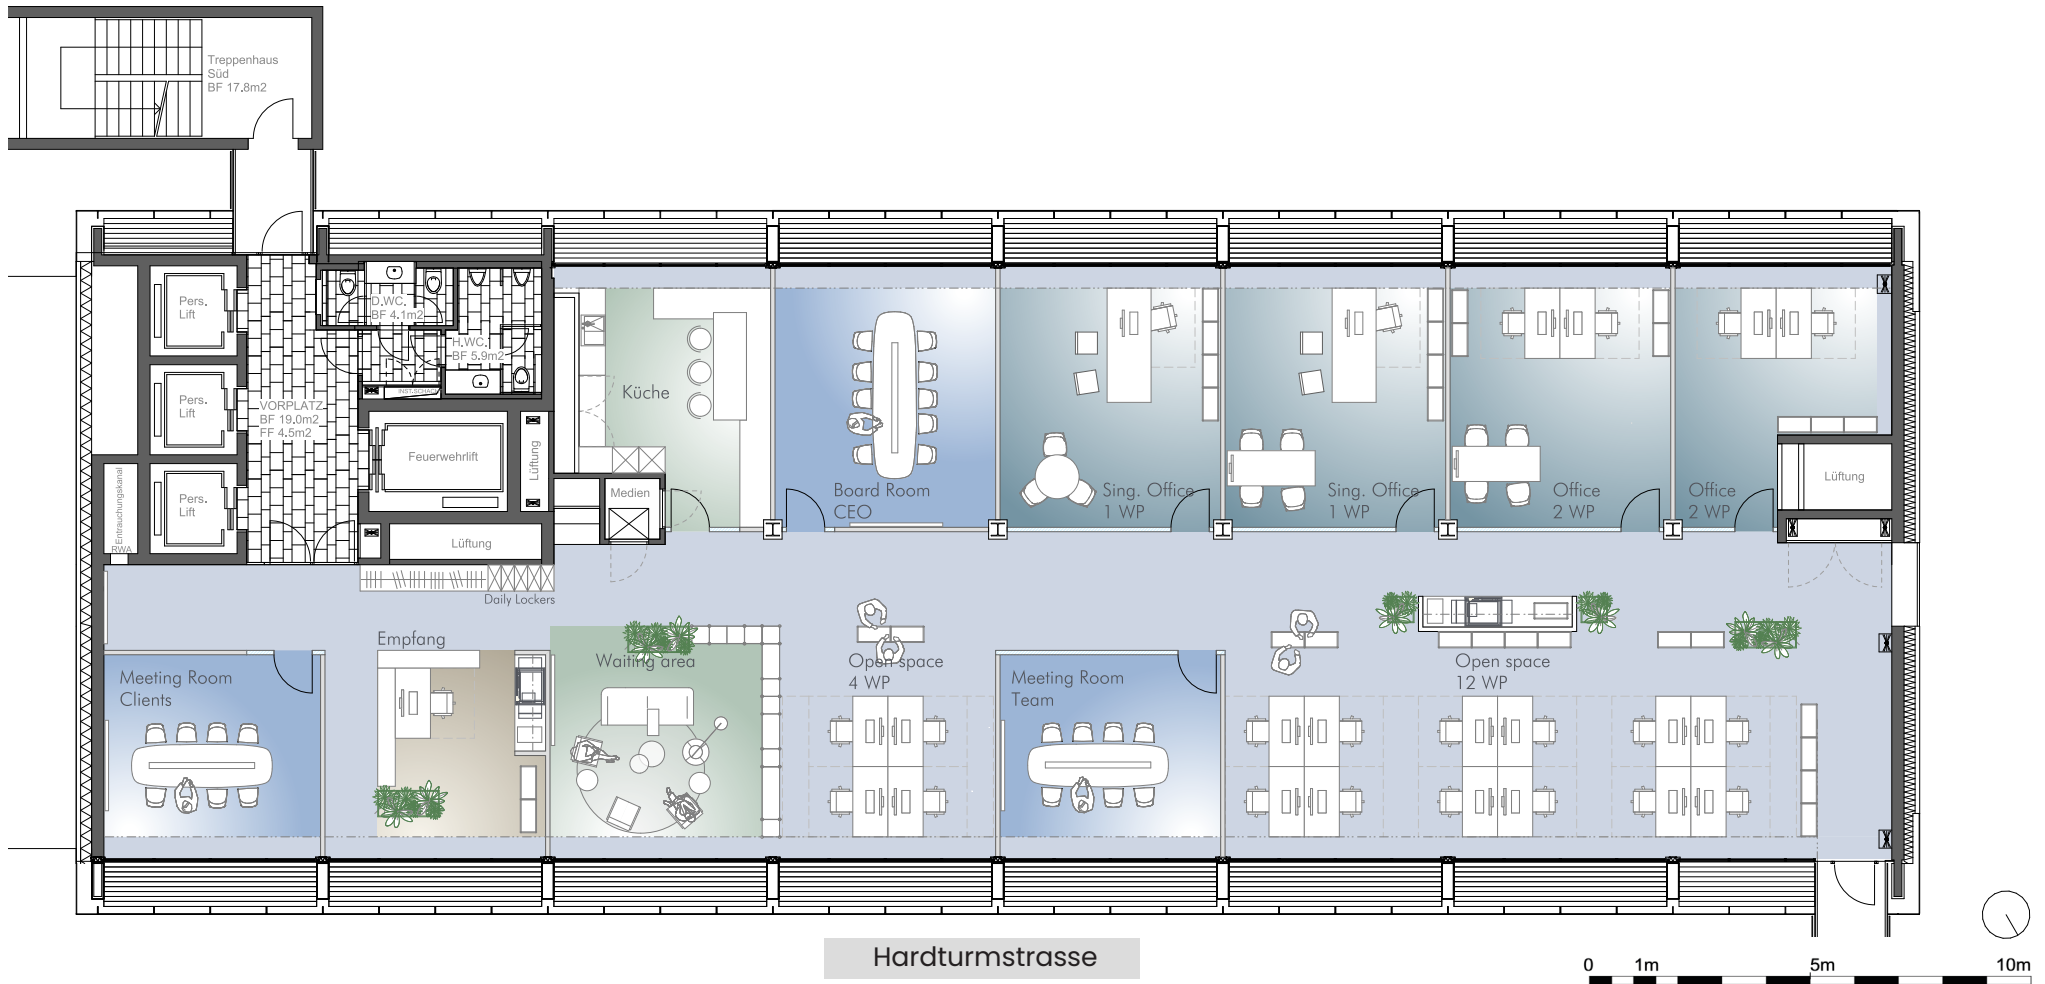 Treppenhaus
Süd
BF 17.8m2
Pers.
Lift
D.WC.
BF 4.1m2
H.WC.
BF 5.9m2
INST.SCHACHT
Pers.
Lift
VORPLATZ
BF 19.0m2
FF 4.5m2
Feuerwehrlift
Lüftung
Pers.
Lift
Entrauchungskanal
RWA
Lüftung
Medien
Küche
Board Room
CEO
Sing. Office
1 WP
Sing. Office
1 WP
Office
2 WP
Office
2 WP
Lüftung
Daily Lockers
Empfang
Waiting area
Open space
4 WP
Meeting Room
Clients
Meeting Room
Team
Open space
12 WP
Hardturmstrasse
0 1m 5m 10m